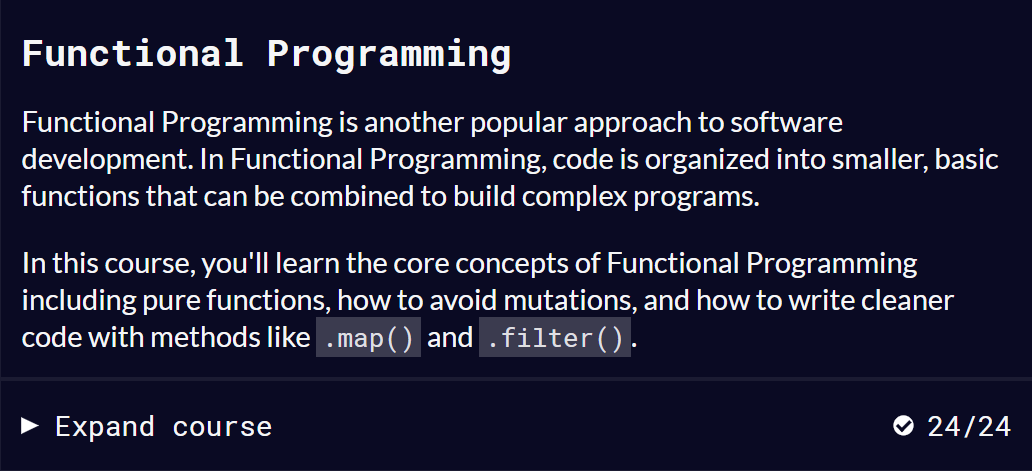 Functional Programming
Functional Programming is another popular approach to software
development. In Functional Programming, code is organized into smaller, basic
functions that can be combined to build complex programs.
In this course, you'll learn the core concepts of Functional Programming
including pure functions, how to avoid mutations, and how to write cleaner
code with methods like .map() and .filter().
Expand course 24/24